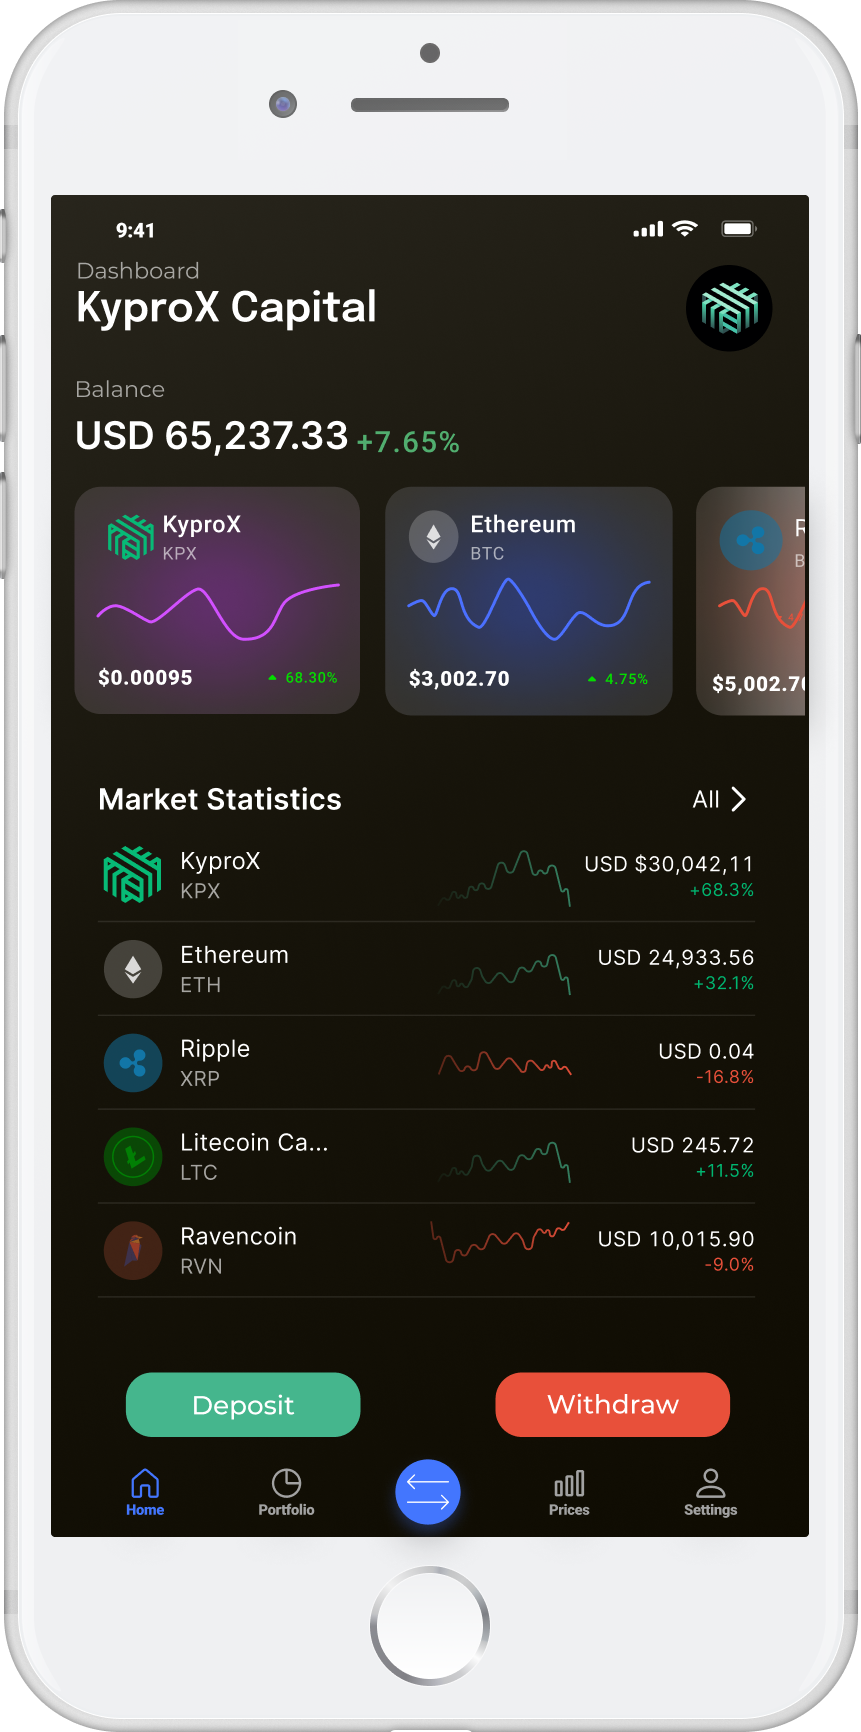 9:41
Dashboard
KyproX Capital
Balance
USD 65,237.33 +7.65%
KyproX
KPX
$0.00095
68.30%
Ethereum
BTC
$3,002.70
4.75%
R
B
$5,002.70
Market Statistics
All
KyproX
KPX
USD $30,042,11
+68.3%
Ethereum
ETH
USD 24,933.56
+32.1%
Ripple
XRP
USD 0.04
-16.8%
Litecoin Ca...
LTC
USD 245.72
+11.5%
Ravencoin
RVN
USD 10,015.90
-9.0%
Deposit
Withdraw
Home
Portfolio
Prices
Settings